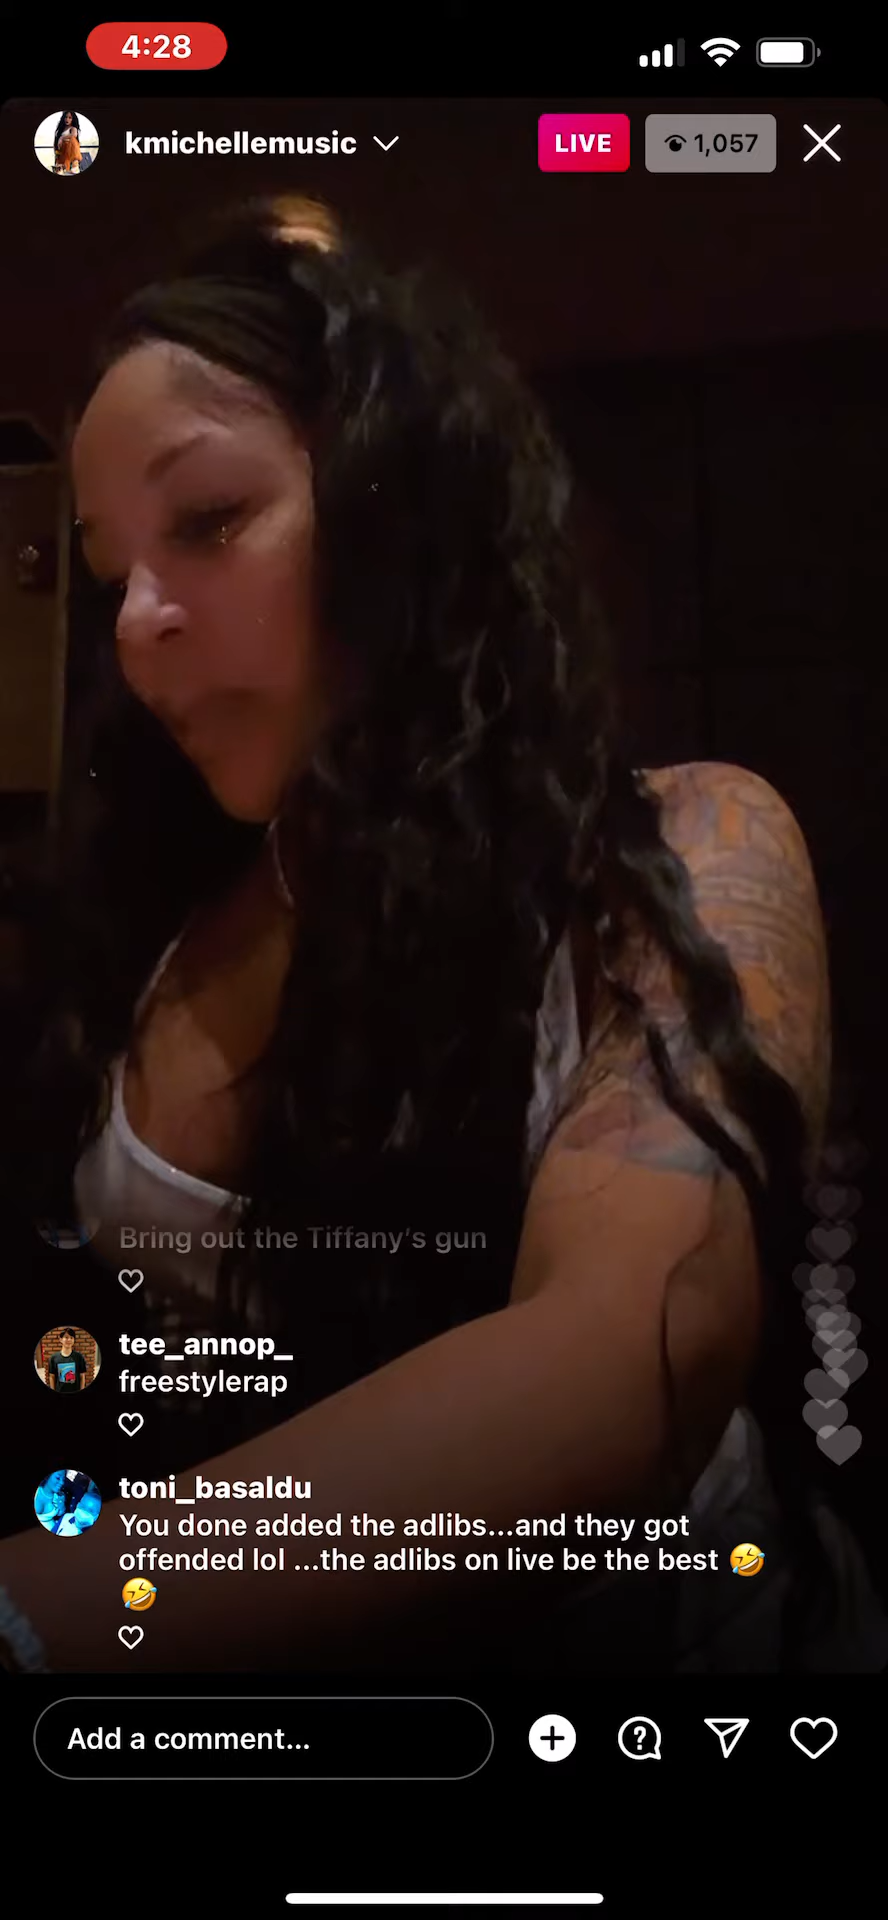 4:28
kmichellemusic
LIVE
1,057
Bring out the Tiffany's gun
tee_annop_
freestylerap
toni_basaldu
You done added the adlibs...and they got
offended lol ...the adlibs on live be the best 🤣
🤣
Add a comment...